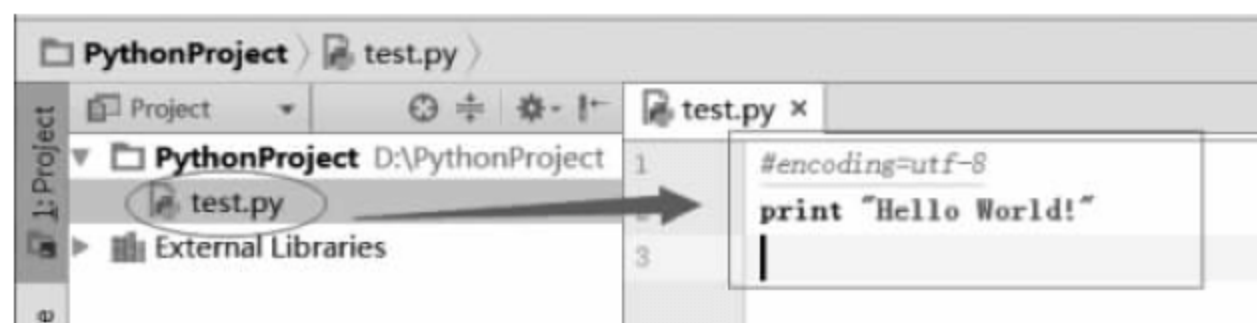 PythonProject test.py
Project
test.py ×
1: Project
PythonProject D:\PythonProject
test.py
External Libraries
1 #encoding=utf-8
print "Hello World!"
3